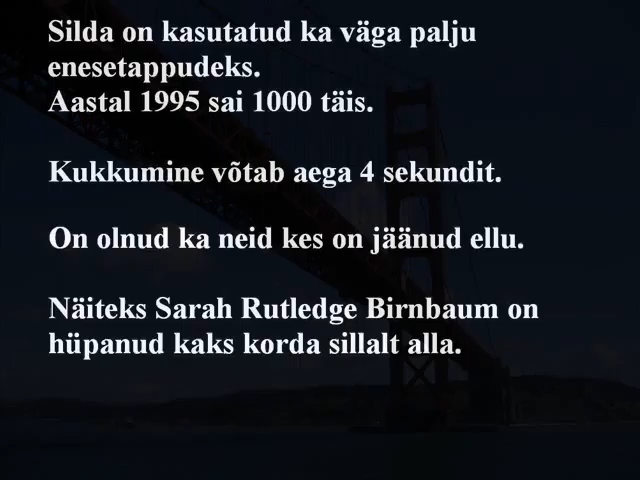 Silda on kasutatud ka väga palju
enesetappudeks.
Aastal 1995 sai 1000 täis.
Kukkumine võtab aega 4 sekundit.
On olnud ka neid kes on jäänud ellu.
Näiteks Sarah Rutledge Birnbaum on
hüpanud kaks korda sillalt alla.